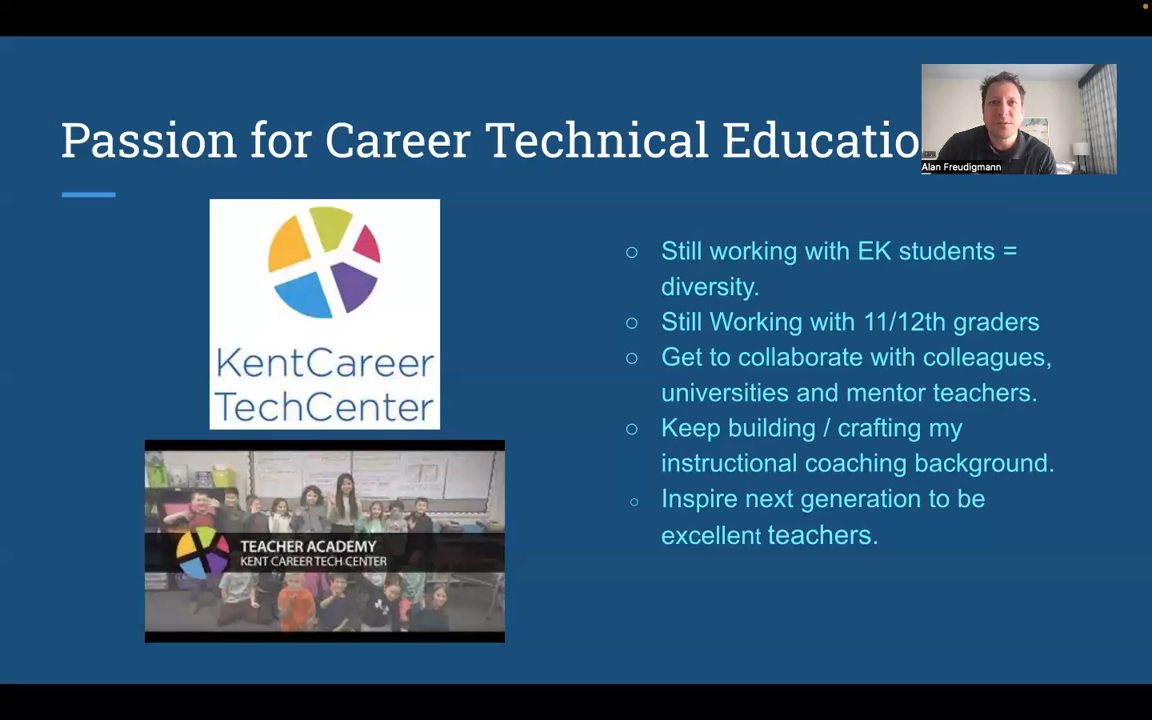 Passion for Career Technical Educatio
Alan Freudigmann
KentCareer
TechCenter
TEACHER ACADEMY
KENT CAREER TECH CENTER
Still working with EK students =
diversity.
Still Working with 11/12th graders
Get to collaborate with colleagues,
universities and mentor teachers.
Keep building / crafting my
instructional coaching background.
Inspire next generation to be
excellent teachers.